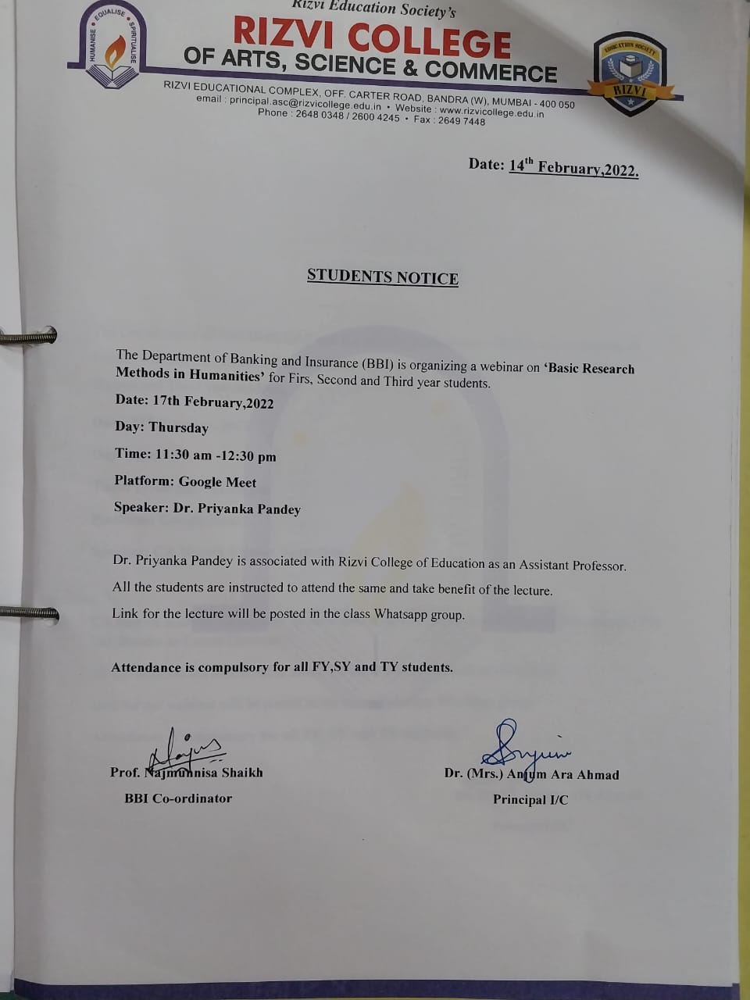 Rizvi Education Society's
RIZVI COLLEGE
OF ARTS, SCIENCE & COMMERCE
RIZVI EDUCATIONAL COMPLEX, OFF. CARTER ROAD, BANDRA (W), MUMBAI - 400 050
email : principal.asc@rizvicollege.edu.in • Website : www.rizvicollege.edu.in
Phone : 2648 0348 / 2600 4245 • Fax : 2649 7448
HUMANISE • EQUALISE • SPIRITUALISE
EDUCATION SOCIETY
RIZVI
Date: 14th February,2022.
STUDENTS NOTICE
The Department of Banking and Insurance (BBI) is organizing a webinar on ‘Basic Research
Methods in Humanities’ for Firs, Second and Third year students.
Date: 17th February,2022
Day: Thursday
Time: 11:30 am -12:30 pm
Platform: Google Meet
Speaker: Dr. Priyanka Pandey
Dr. Priyanka Pandey is associated with Rizvi College of Education as an Assistant Professor.
All the students are instructed to attend the same and take benefit of the lecture.
Link for the lecture will be posted in the class Whatsapp group.
Attendance is compulsory for all FY,SY and TY students.
Prof. Najmunnisa Shaikh
BBI Co-ordinator
Dr. (Mrs.) Anjum Ara Ahmad
Principal I/C